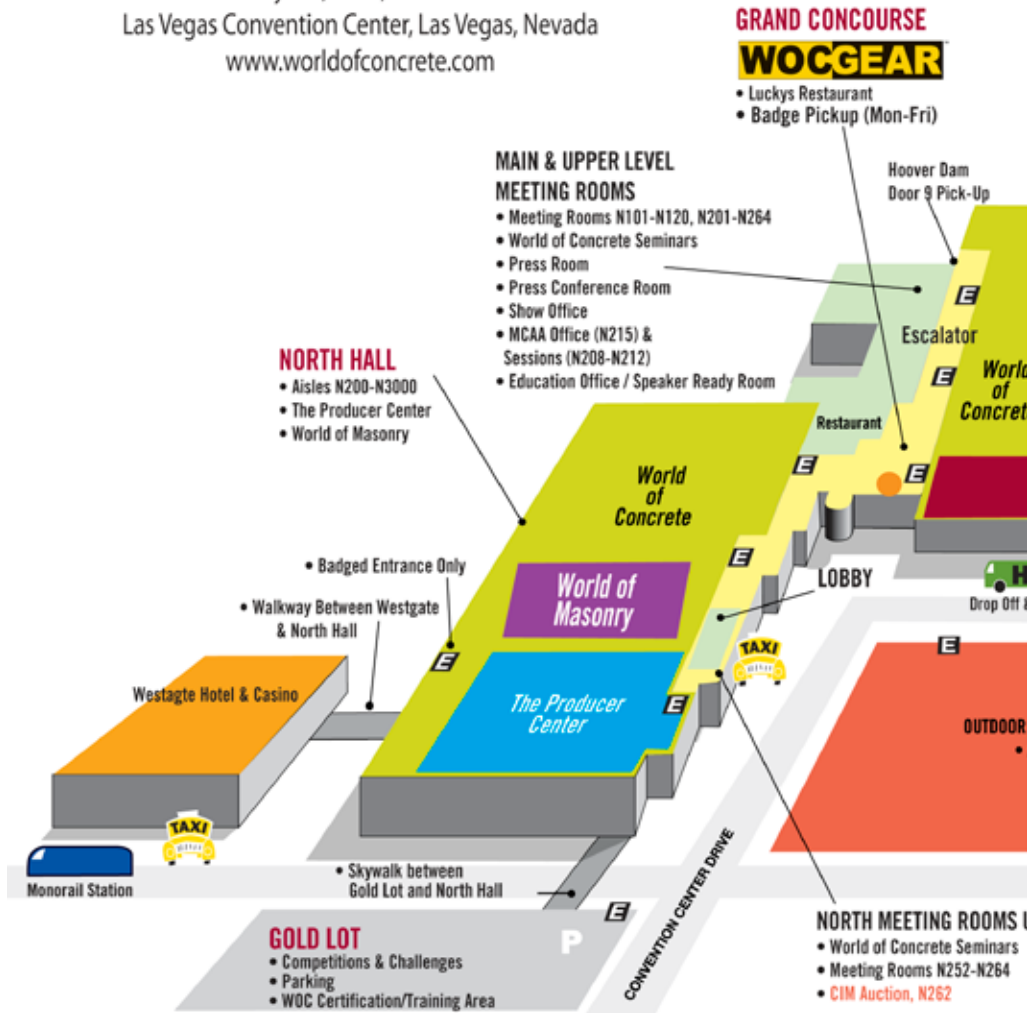 Las Vegas Convention Center, Las Vegas, Nevada
www.worldofconcrete.com
GRAND CONCOURSE
WOCGEAR
• Luckys Restaurant
• Badge Pickup (Mon-Fri)
MAIN & UPPER LEVEL
MEETING ROOMS
• Meeting Rooms N101-N120, N201-N264
• World of Concrete Seminars
• Press Room
• Press Conference Room
• Show Office
• MCAA Office (N215) &
Sessions (N208-N212)
• Education Office / Speaker Ready Room
Hoover Dam
Door 9 Pick-Up
E
Escalator
E
World
of
Concrete
NORTH HALL
• Aisles N200-N3000
• The Producer Center
• World of Masonry
Restaurant
E
E
World
of
Concrete
E
• Badged Entrance Only
World of
Masonry
LOBBY
H
Drop Off &
• Walkway Between Westgate
& North Hall
E
TAXI
E
Westagte Hotel & Casino
The Producer
Center
E
OUTDOOR
•
TAXI
Monorail Station
• Skywalk between
Gold Lot and North Hall
CONVENTION CENTER DRIVE
E
P
GOLD LOT
• Competitions & Challenges
• Parking
• WOC Certification/Training Area
NORTH MEETING ROOMS U
• World of Concrete Seminars
• Meeting Rooms N252-N264
• CIM Auction, N262